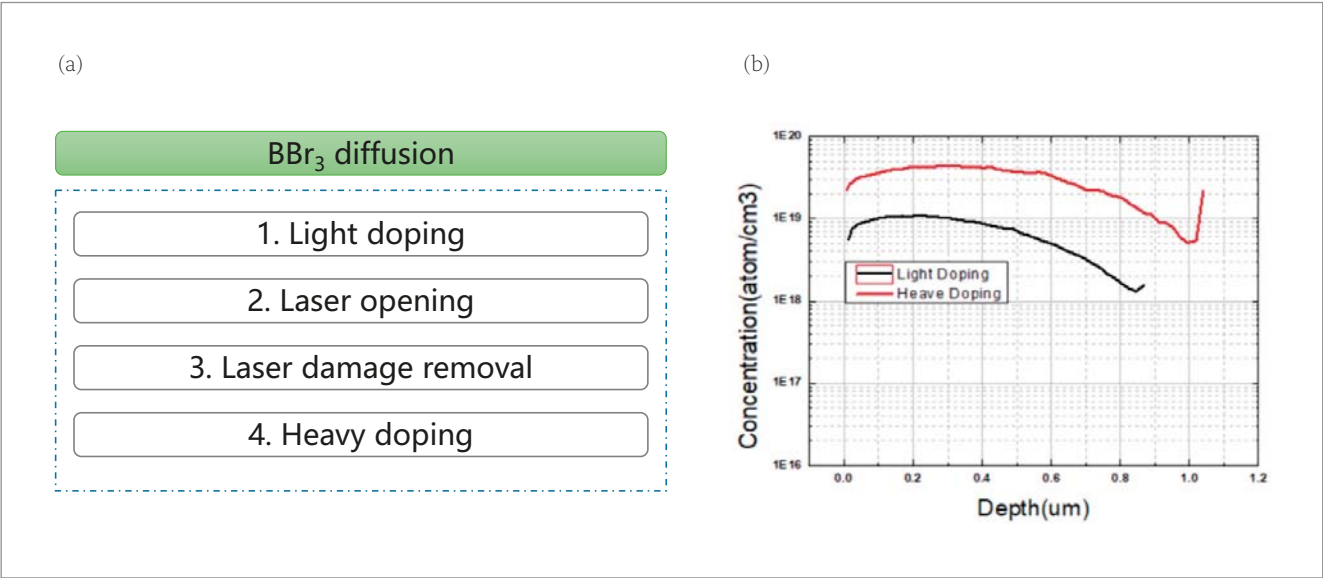 (a)
BBr₃ diffusion
1. Light doping
2. Laser opening
3. Laser damage removal
4. Heavy doping
(b)
1E20
1E19
1E18
1E17
1E16
Concentration(atom/cm3)
Light Doping
Heave Doping
0.0 0.2 0.4 0.6 0.8 1.0 1.2
Depth(um)